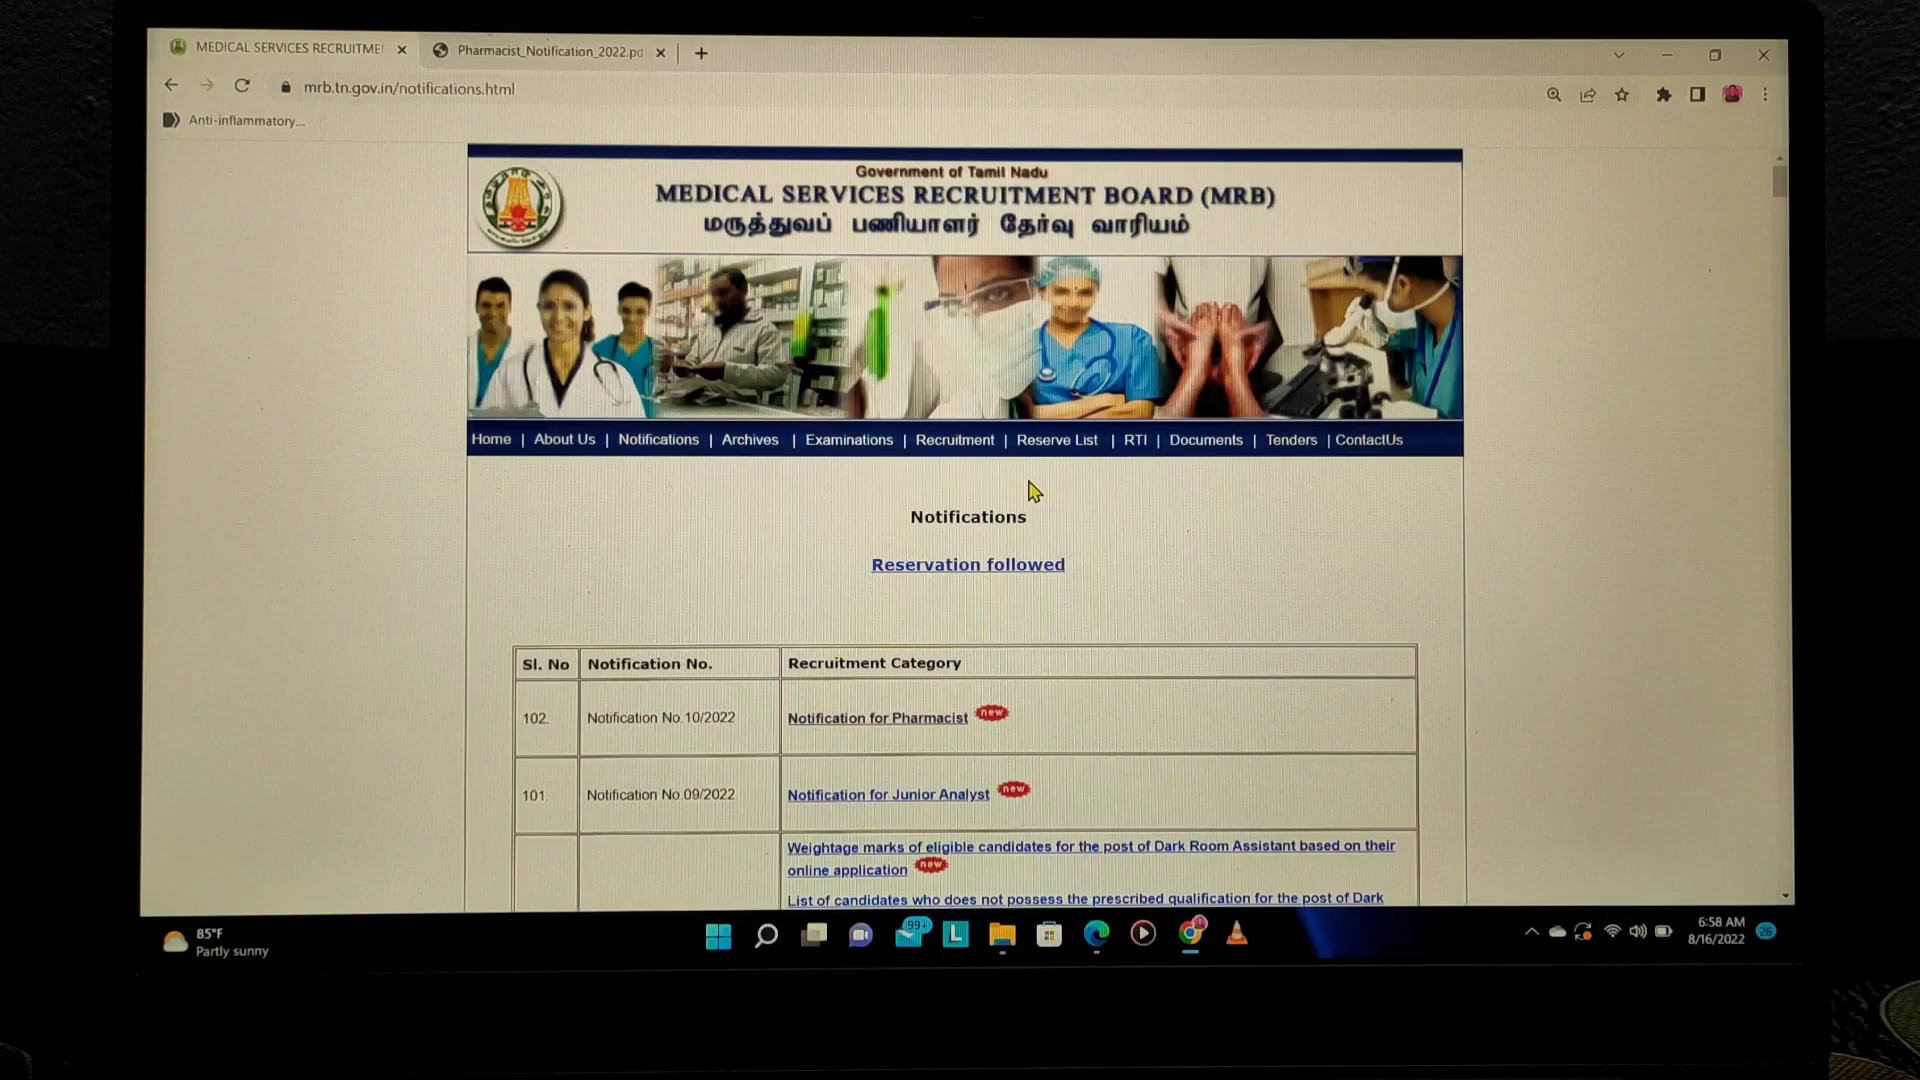 MEDICAL SERVICES RECRUITME
Pharmacist_Notification_2022.pd
mrb.tn.gov.in/notifications.html
Anti-inflammatory...
Government of Tamil Nadu
MEDICAL SERVICES RECRUITMENT BOARD (MRB)
மருத்துவப் பணியாளர் தேர்வு வாரியம்
Home | About Us | Notifications | Archives | Examinations | Recruitment | Reserve List | RTI | Documents | Tenders | ContactUs
Notifications
Reservation followed
Sl. No Notification No. Recruitment Category
102. Notification No.10/2022 Notification for Pharmacist new
101. Notification No.09/2022 Notification for Junior Analyst new
Weightage marks of eligible candidates for the post of Dark Room Assistant based on their
online application new
List of candidates who does not possess the prescribed qualification for the post of Dark
85°F
Partly sunny
99+
L
6:58 AM
8/16/2022
26